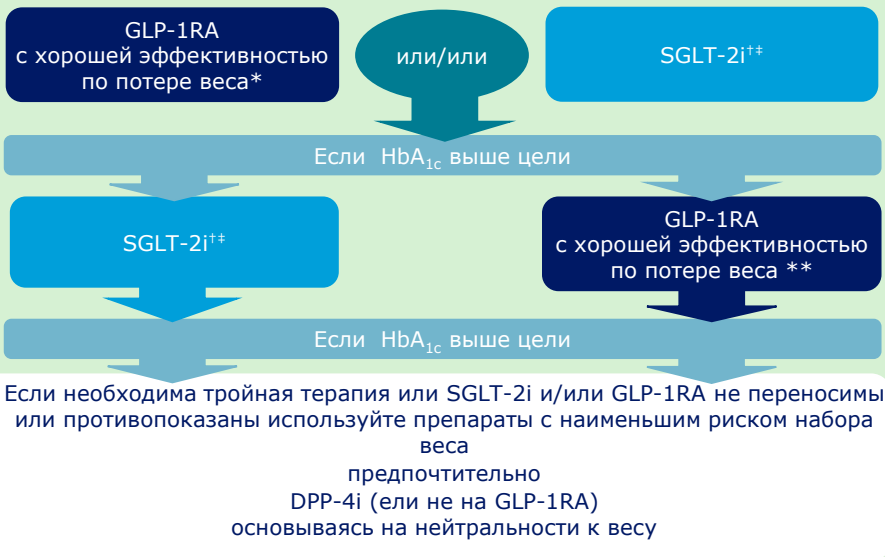 GLP-1RA
с хорошей эффективностью
по потере веса*
или/или
SGLT-2i†‡
Если HbA1c выше цели
SGLT-2i†‡
GLP-1RA
с хорошей эффективностью
по потере веса **
Если HbA1c выше цели
Если необходима тройная терапия или SGLT-2i и/или GLP-1RA не переносимы
или противопоказаны используйте препараты с наименьшим риском набора
веса
предпочтительно
DPP-4i (ели не на GLP-1RA)
основываясь на нейтральности к весу